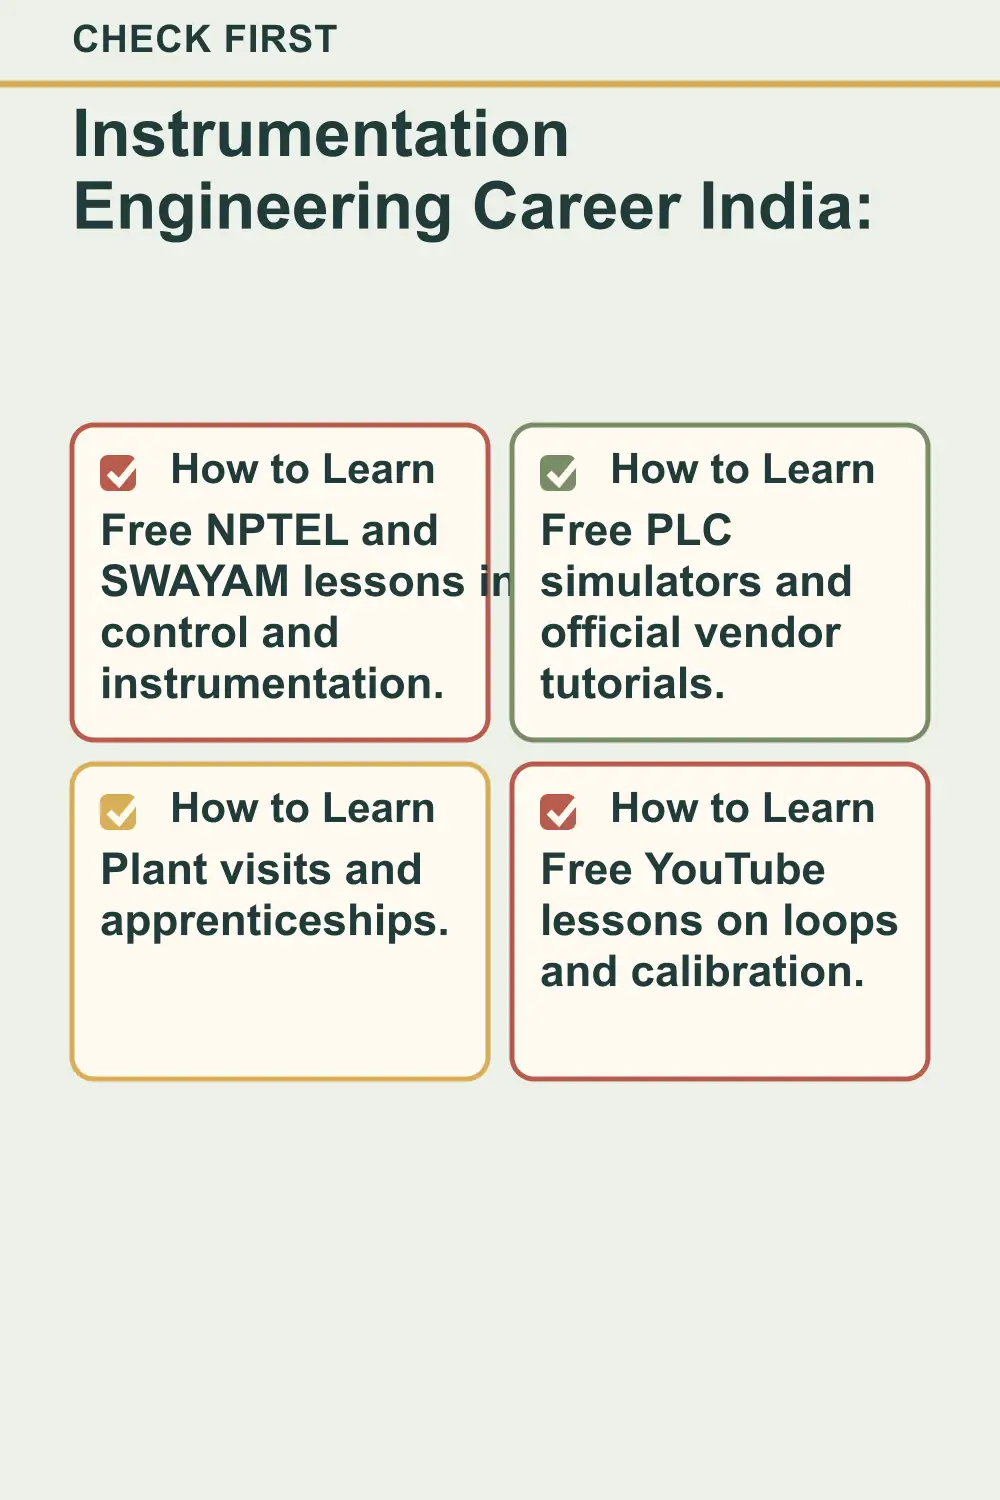 CHECK FIRST
Instrumentation
Engineering Career India:
How to Learn
Free NPTEL and
SWAYAM lessons in
control and
instrumentation.
How to Learn
Free PLC
simulators and
official vendor
tutorials.
How to Learn
Plant visits and
apprenticeships.
How to Learn
Free YouTube
lessons on loops
and calibration.